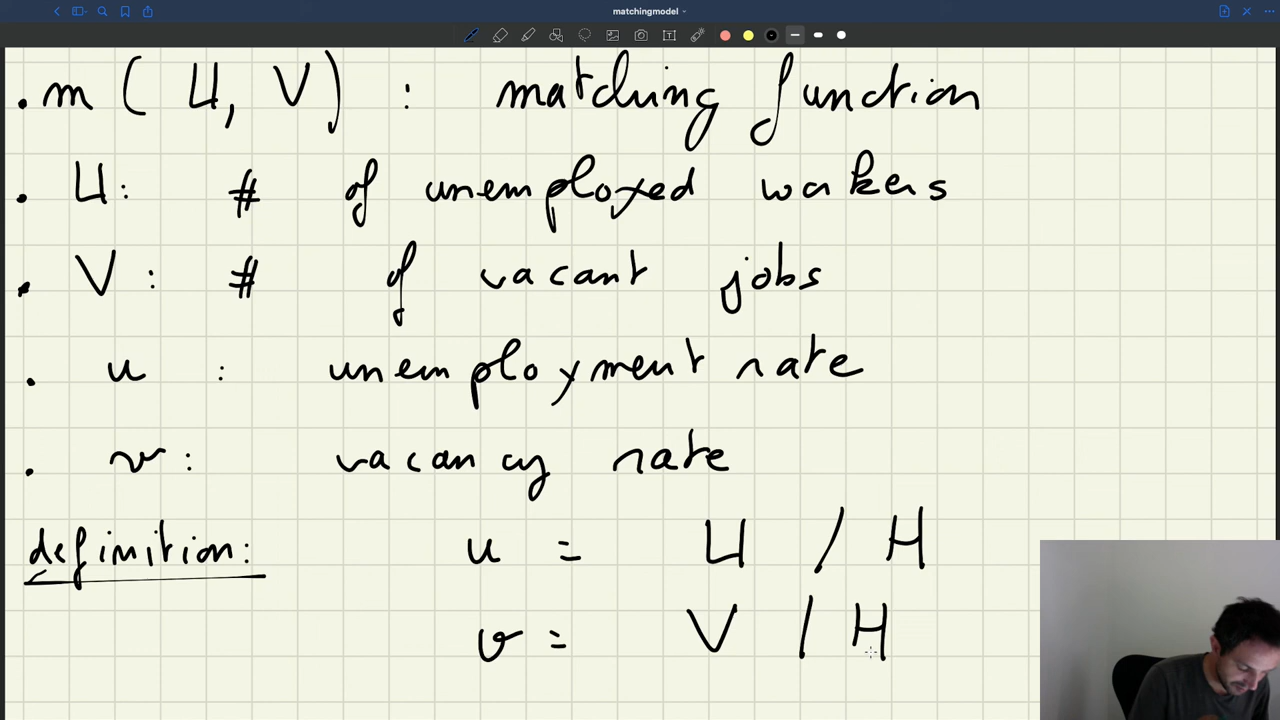 matchingmodel
. m ( U, V ) : matching function
. U: # of unemployed workers
. V: # of vacant jobs
. u : unemployment rate
. v: vacancy rate
definition: u = U / H
v = V / H